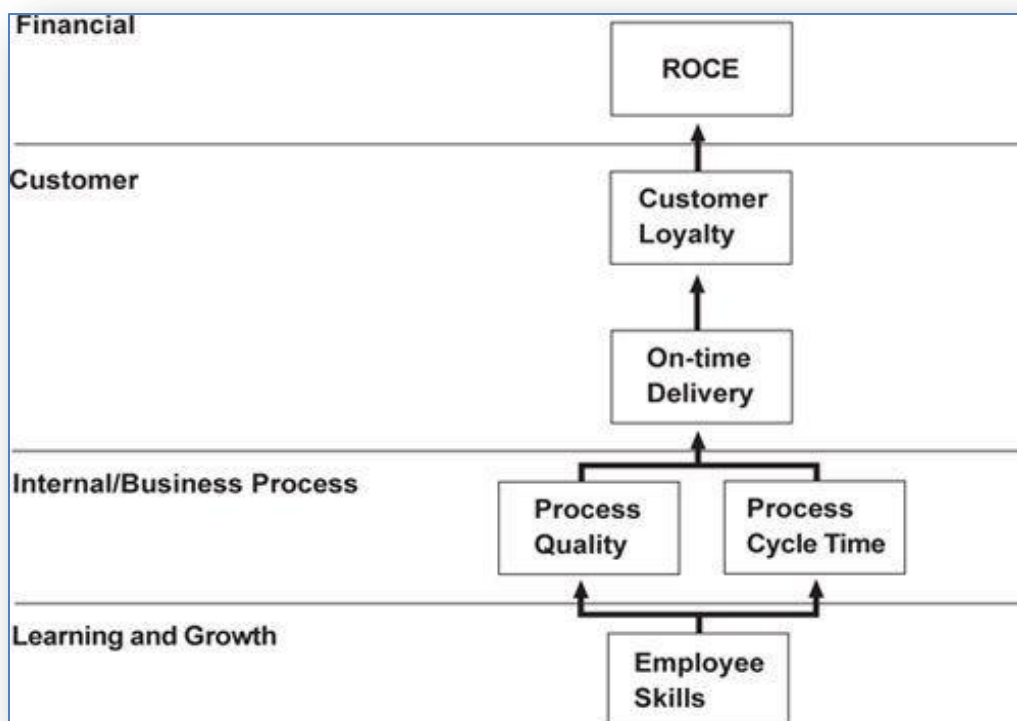 Financial
ROCE
Customer
Customer
Loyalty
On-time
Delivery
Internal/Business Process
Process
Quality
Process
Cycle Time
Learning and Growth
Employee
Skills